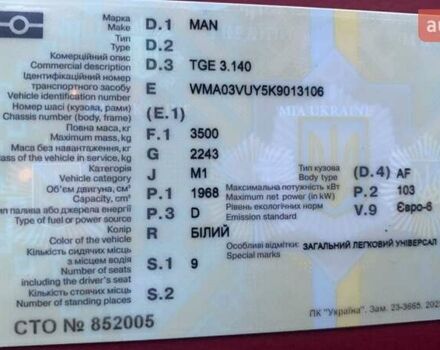 Марка D.1 MAN
Make
Тип D.2
Type
Комерційний опис D.3 TGE 3.140
Commercial description
Ідентифікаційний номер
транспортного засобу E WMA03VUY5K9013106
Vehicle identification number
Номер шасі (кузова, рами) (E.1)
Chassis number (body, frame)
MIA UKRAINE
Повна маса, кг F.1 3500
Maximum mass, kg
Маса без навантаження, кг G 2243
Mass of the vehicle in service, kg
Категорія J M1 Тип кузова (D.4) AF
Vehicle category Body type
Об'єм двигуна, см³ P.1 1968 Максимальна потужність кВт P.2 103
Capacity, cm³ Maximum net power (in kW)
Тип палива або джерела енергії P.3 D Рівень екологічних норм V.9 Євро-6
Type of fuel or power source Emission standard
Колір R БІЛИЙ Особливі відмітки: ЗАГАЛЬНИЙ ЛЕГКОВИЙ УНІВЕРСАЛ
Color of the vehicle Special marks
Кількість сидячих місць
з місцем водія S.1 9
Number of seats
including the driver's seat
Кількість стоячих місць S.2
Number of standing places
СТО № 852005
ПК "Україна". Зам. 23-3665. 202